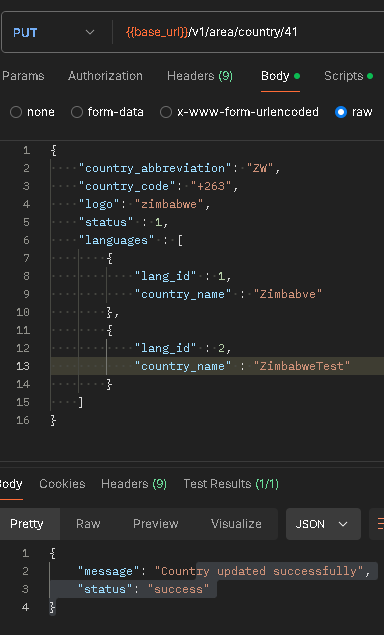 PUT {{base_url}}/v1/area/country/41
Params Authorization Headers (9) Body Scripts
none form-data x-www-form-urlencoded raw
1 {
2 "country_abbreviation": "ZW",
3 "country_code": "+263",
4 "logo": "zimbabwe",
5 "status": 1,
6 "languages" : [
7 {
8 "lang_id" : 1,
9 "country_name" : "Zimbabve"
10 },
11 {
12 "lang_id" : 2,
13 "country_name" : "ZimbabweTest"
14 }
15 ]
16 }
Body Cookies Headers (9) Test Results (1/1)
Pretty Raw Preview Visualize JSON
1 {
2 "message": "Country updated successfully",
3 "status": "success"
4 }